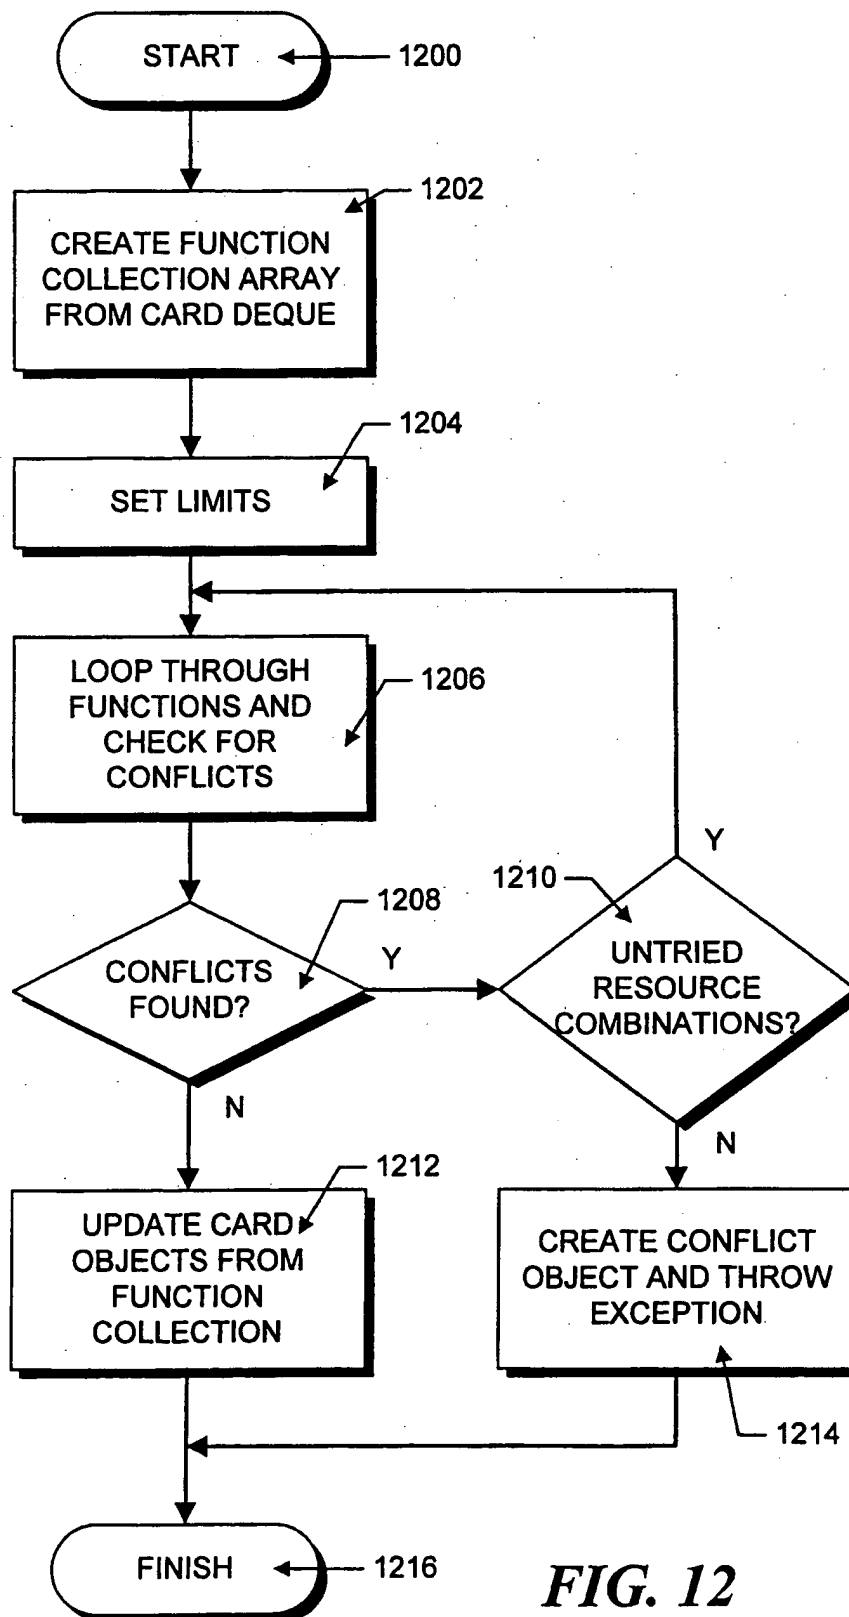 START
1200
1202
CREATE FUNCTION
COLLECTION ARRAY
FROM CARD DEQUE
1204
SET LIMITS
LOOP THROUGH
FUNCTIONS AND
CHECK FOR
CONFLICTS
1206
Y
1208
1210
CONFLICTS
FOUND?
Y
UNTRIED
RESOURCE
COMBINATIONS?
N
N
1212
UPDATE CARD
OBJECTS FROM
FUNCTION
COLLECTION
CREATE CONFLICT
OBJECT AND THROW
EXCEPTION
1214
FINISH
1216
FIG. 12